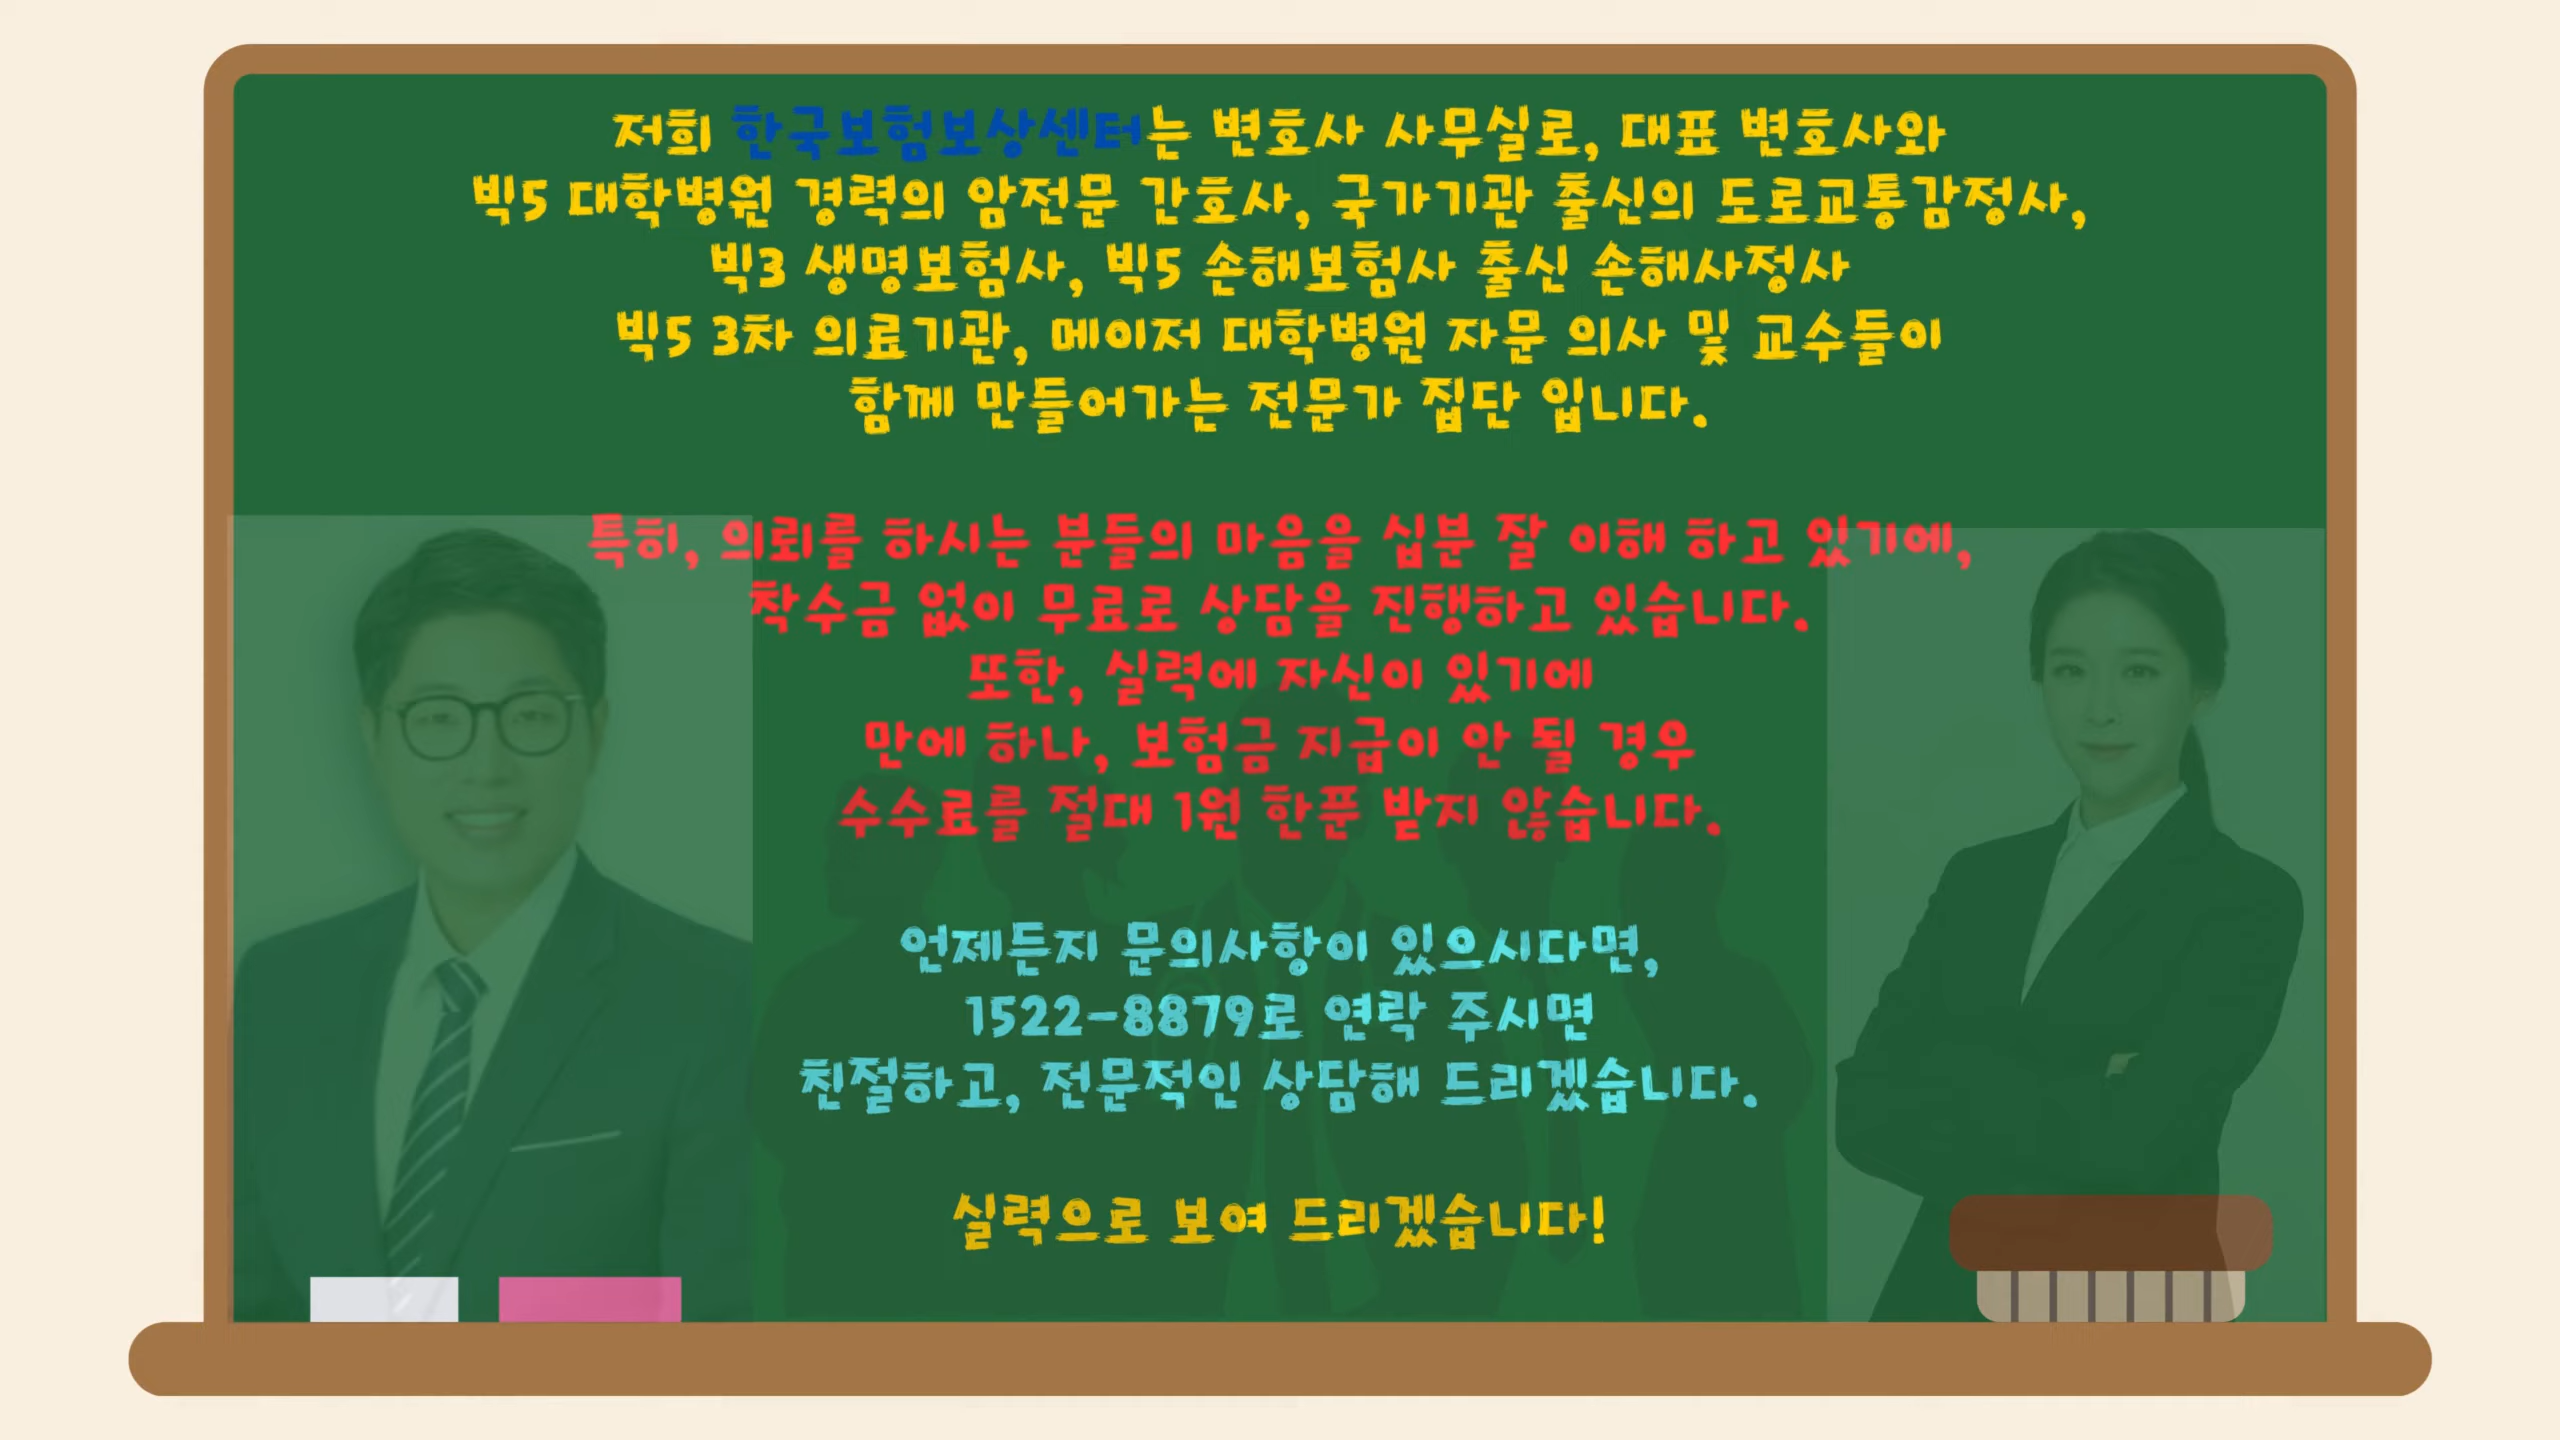 저희 한국보험보상센터는 변호사 사무실로, 대표 변호사와
빅5 대학병원 경력의 암전문 간호사, 국가기관 출신의 도로교통감정사,
빅3 생명보험사, 빅5 손해보험사 출신 손해사정사
빅5 3차 의료기관, 메이저 대학병원 자문 의사 및 교수들이
함께 만들어가는 전문가 집단 입니다.
특히, 의뢰를 하시는 분들의 마음을 십분 잘 이해 하고 있기에,
착수금 없이 무료로 상담을 진행하고 있습니다.
또한, 실력에 자신이 있기에
만에 하나, 보험금 지급이 안 될 경우
수수료를 절대 1원 한푼 받지 않습니다.
언제든지 문의사항이 있으시다면,
1522-8879로 연락 주시면
친절하고, 전문적인 상담해 드리겠습니다.
실력으로 보여 드리겠습니다!